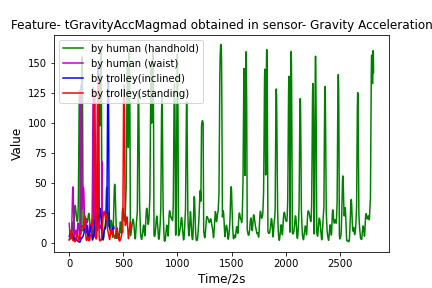 Feature- tGravityAccMagmad obtained in sensor- Gravity Acceleration
by human (handhold)
by human (waist)
by trolley(inclined)
by trolley(standing)
Value
150
125
100
75
50
25
0
0
500
1000
1500
2000
2500
Time/2s